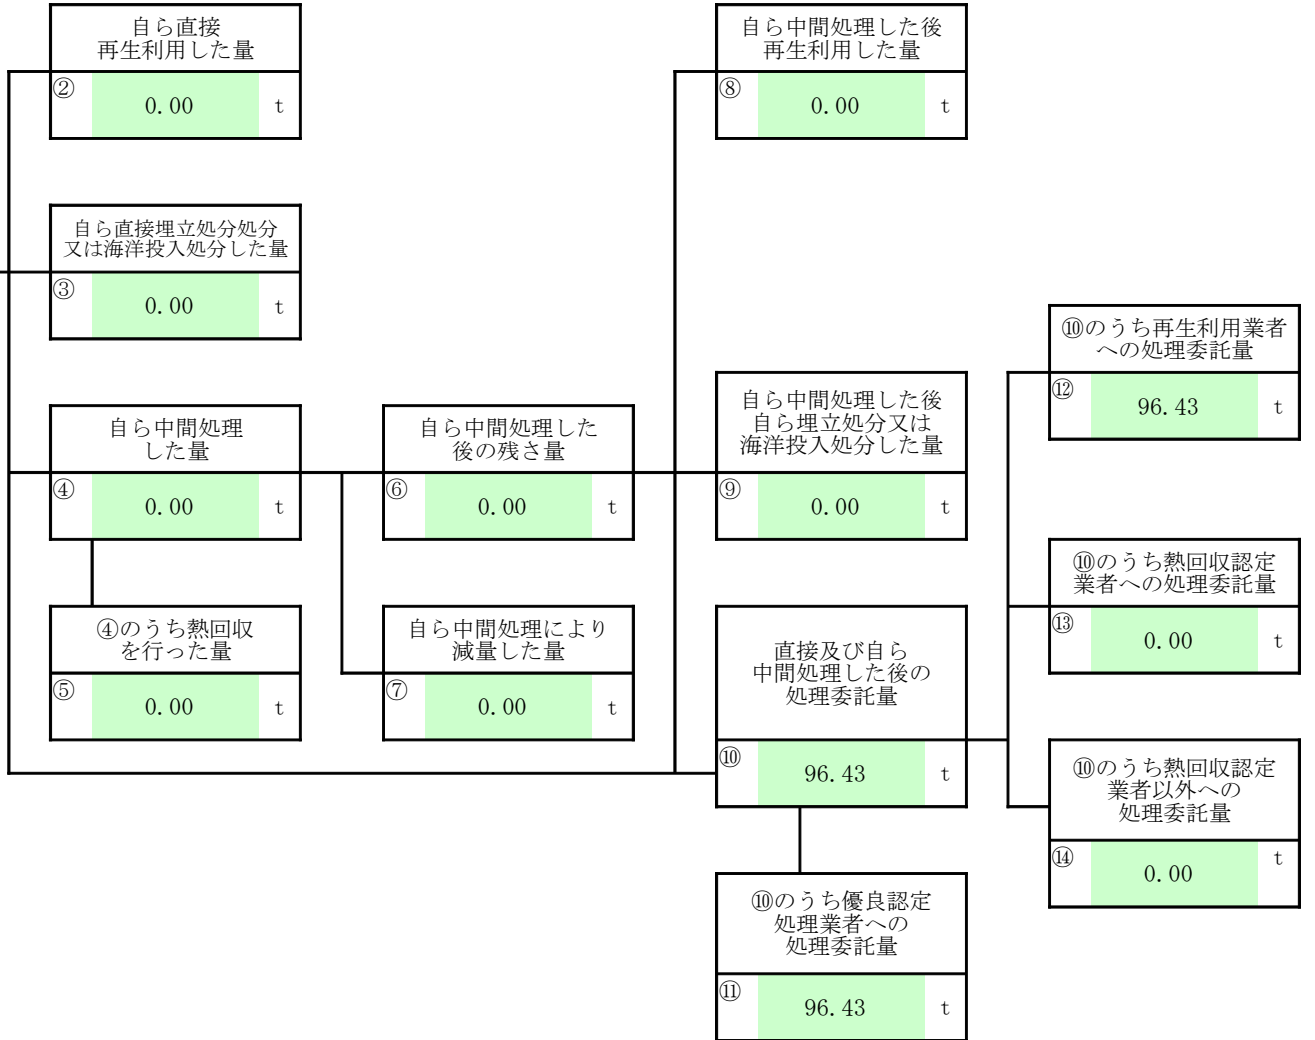 自ら直接
再生利用した量
② 0.00 t
自ら中間処理した後
再生利用した量
⑧ 0.00 t
自ら直接埋立処分処分
又は海洋投入処分した量
③ 0.00 t
⑩のうち再生利用業者
への処理委託量
⑫ 96.43 t
自ら中間処理
した量
④ 0.00 t
自ら中間処理した
後の残さ量
⑥ 0.00 t
自ら中間処理した後
自ら埋立処分又は
海洋投入処分した量
⑨ 0.00 t
⑩のうち熱回収認定
業者への処理委託量
⑬ 0.00 t
④のうち熱回収
を行った量
⑤ 0.00 t
自ら中間処理により
減量した量
⑦ 0.00 t
直接及び自ら
中間処理した後の
処理委託量
⑩ 96.43 t
⑩のうち熱回収認定
業者以外への
処理委託量
⑭ 0.00 t
⑩のうち優良認定
処理業者への
処理委託量
⑪ 96.43 t